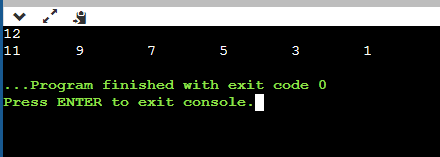 12
11 9 7 5 3 1
...Program finished with exit code 0
Press ENTER to exit console.